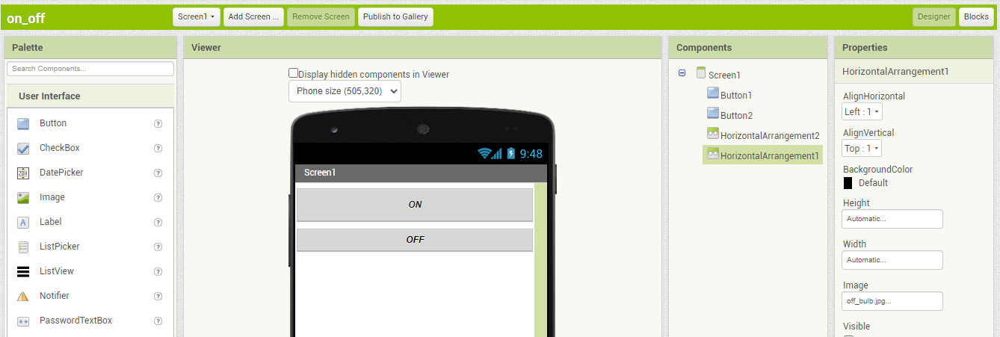 on_off
Screen1 Add Screen ... Remove Screen Publish to Gallery Designer Blocks
Palette
Search Components...
User Interface
Button ?
CheckBox ?
DatePicker ?
Image ?
Label ?
ListPicker ?
ListView ?
Notifier ?
PasswordTextBox ?
Viewer
Display hidden components in Viewer
Phone size (505,320)
9:48
Screen1
ON
OFF
Components
Screen1
Button1
Button2
HorizontalArrangement2
HorizontalArrangement1
Properties
HorizontalArrangement1
AlignHorizontal
Left : 1
AlignVertical
Top : 1
BackgroundColor
Default
Height
Automatic...
Width
Automatic...
Image
off_bulb.jpg...
Visible